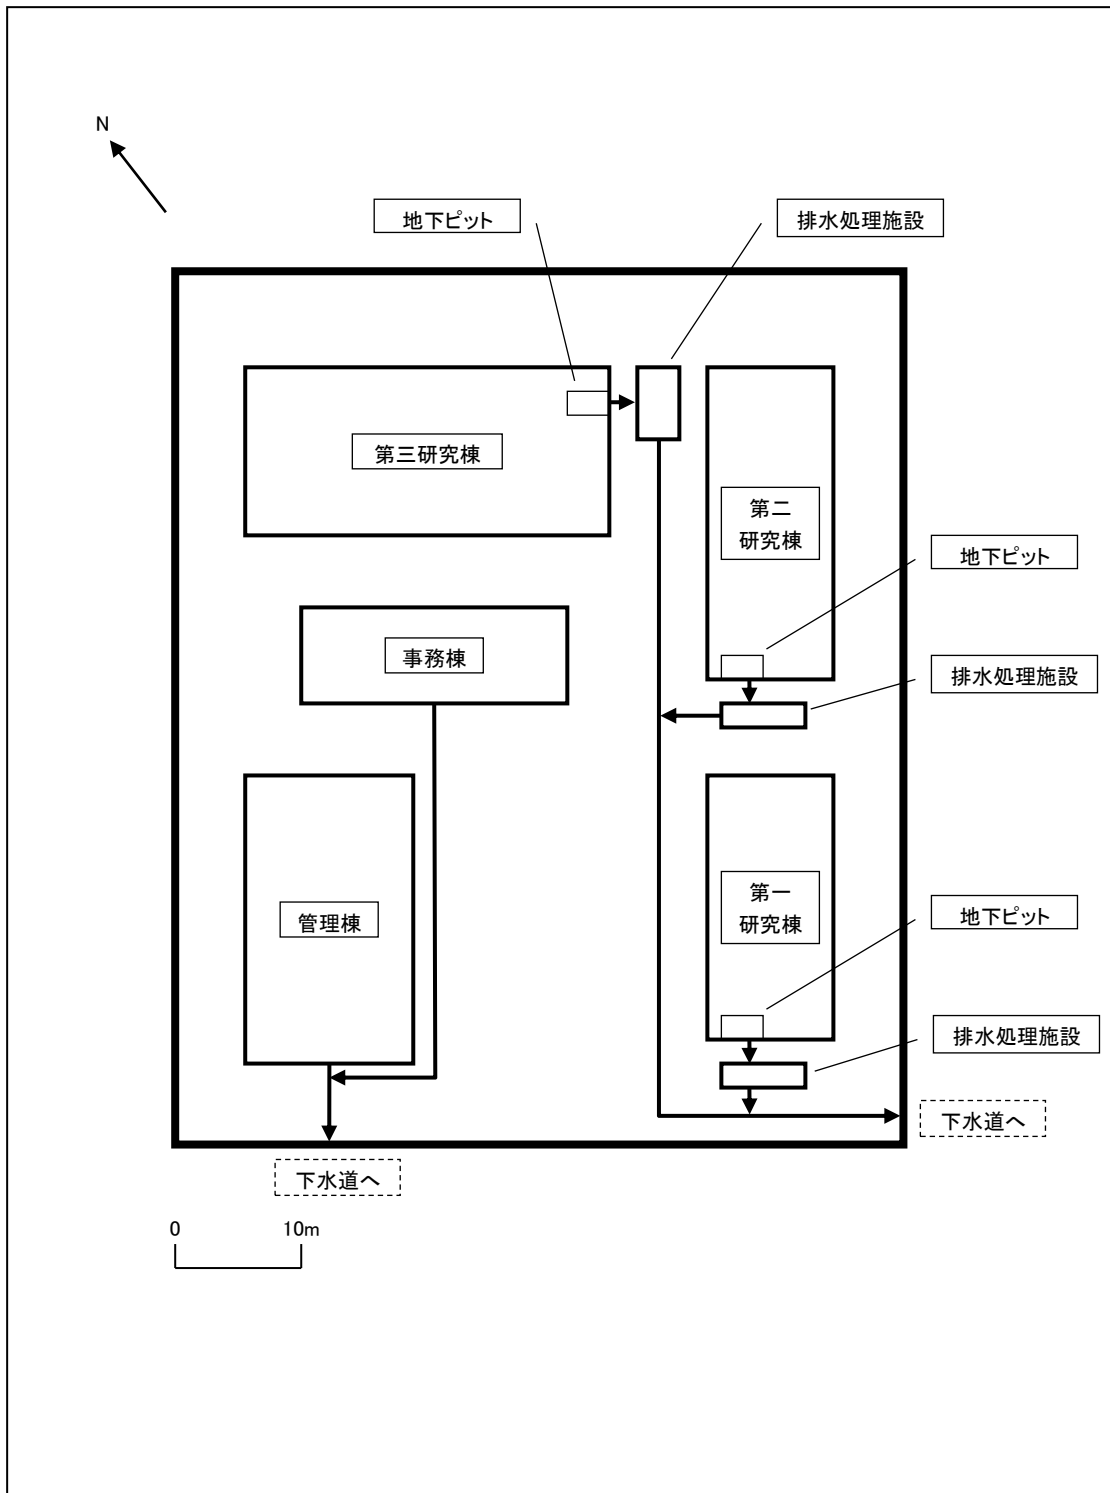 N
地下ピット
排水処理施設
第三研究棟
第二
研究棟
地下ピット
事務棟
排水処理施設
第一
研究棟
管理棟
地下ピット
排水処理施設
下水道へ
下水道へ
0
10m